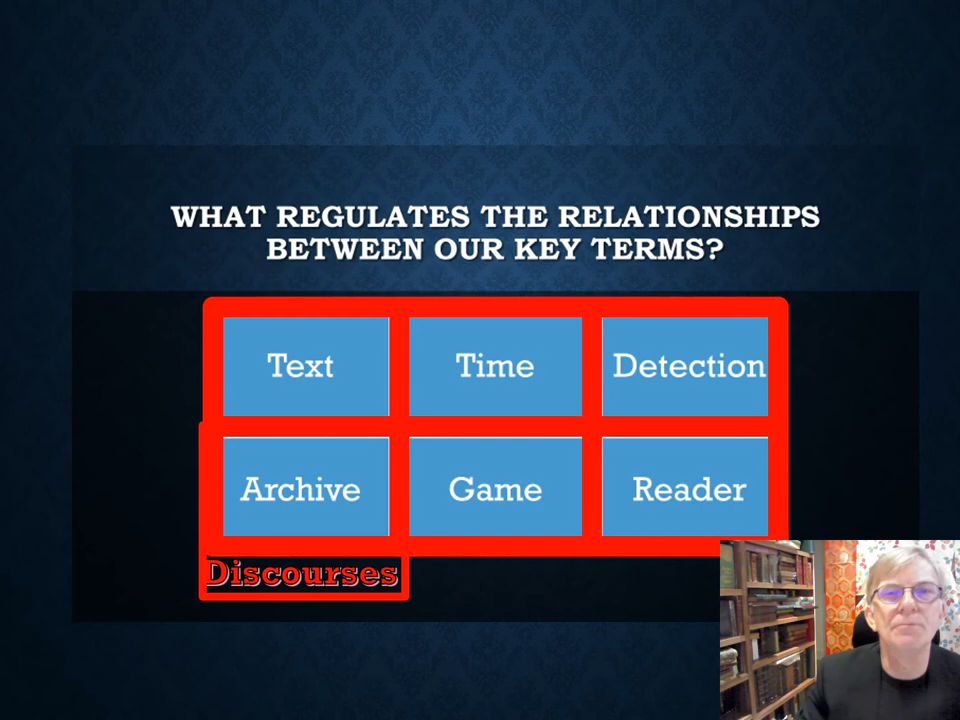 WHAT REGULATES THE RELATIONSHIPS
BETWEEN OUR KEY TERMS?
Text Time Detection
Archive Game Reader
Discourses